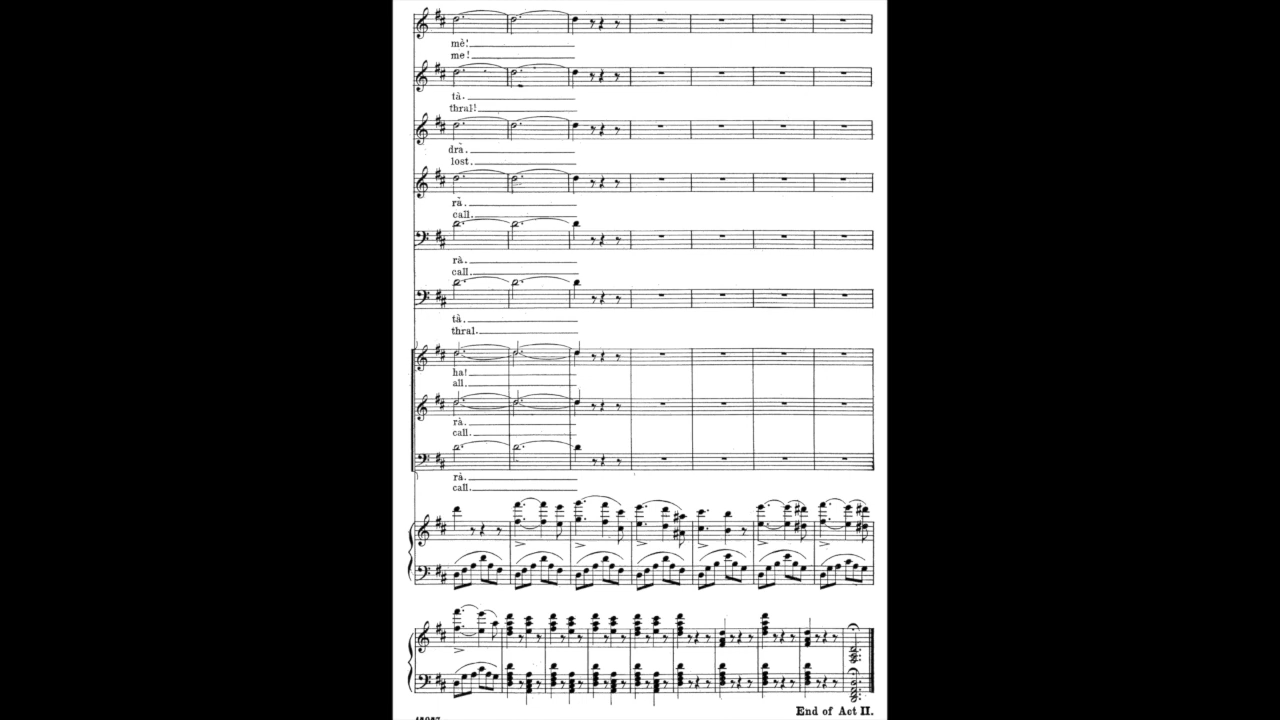 mè!
me!
tà.
thral!
drà.
lost.
rà.
call.
rà.
call.
tà.
thral.
ha!
all.
rà.
call.
rà.
call.
End of Act II.